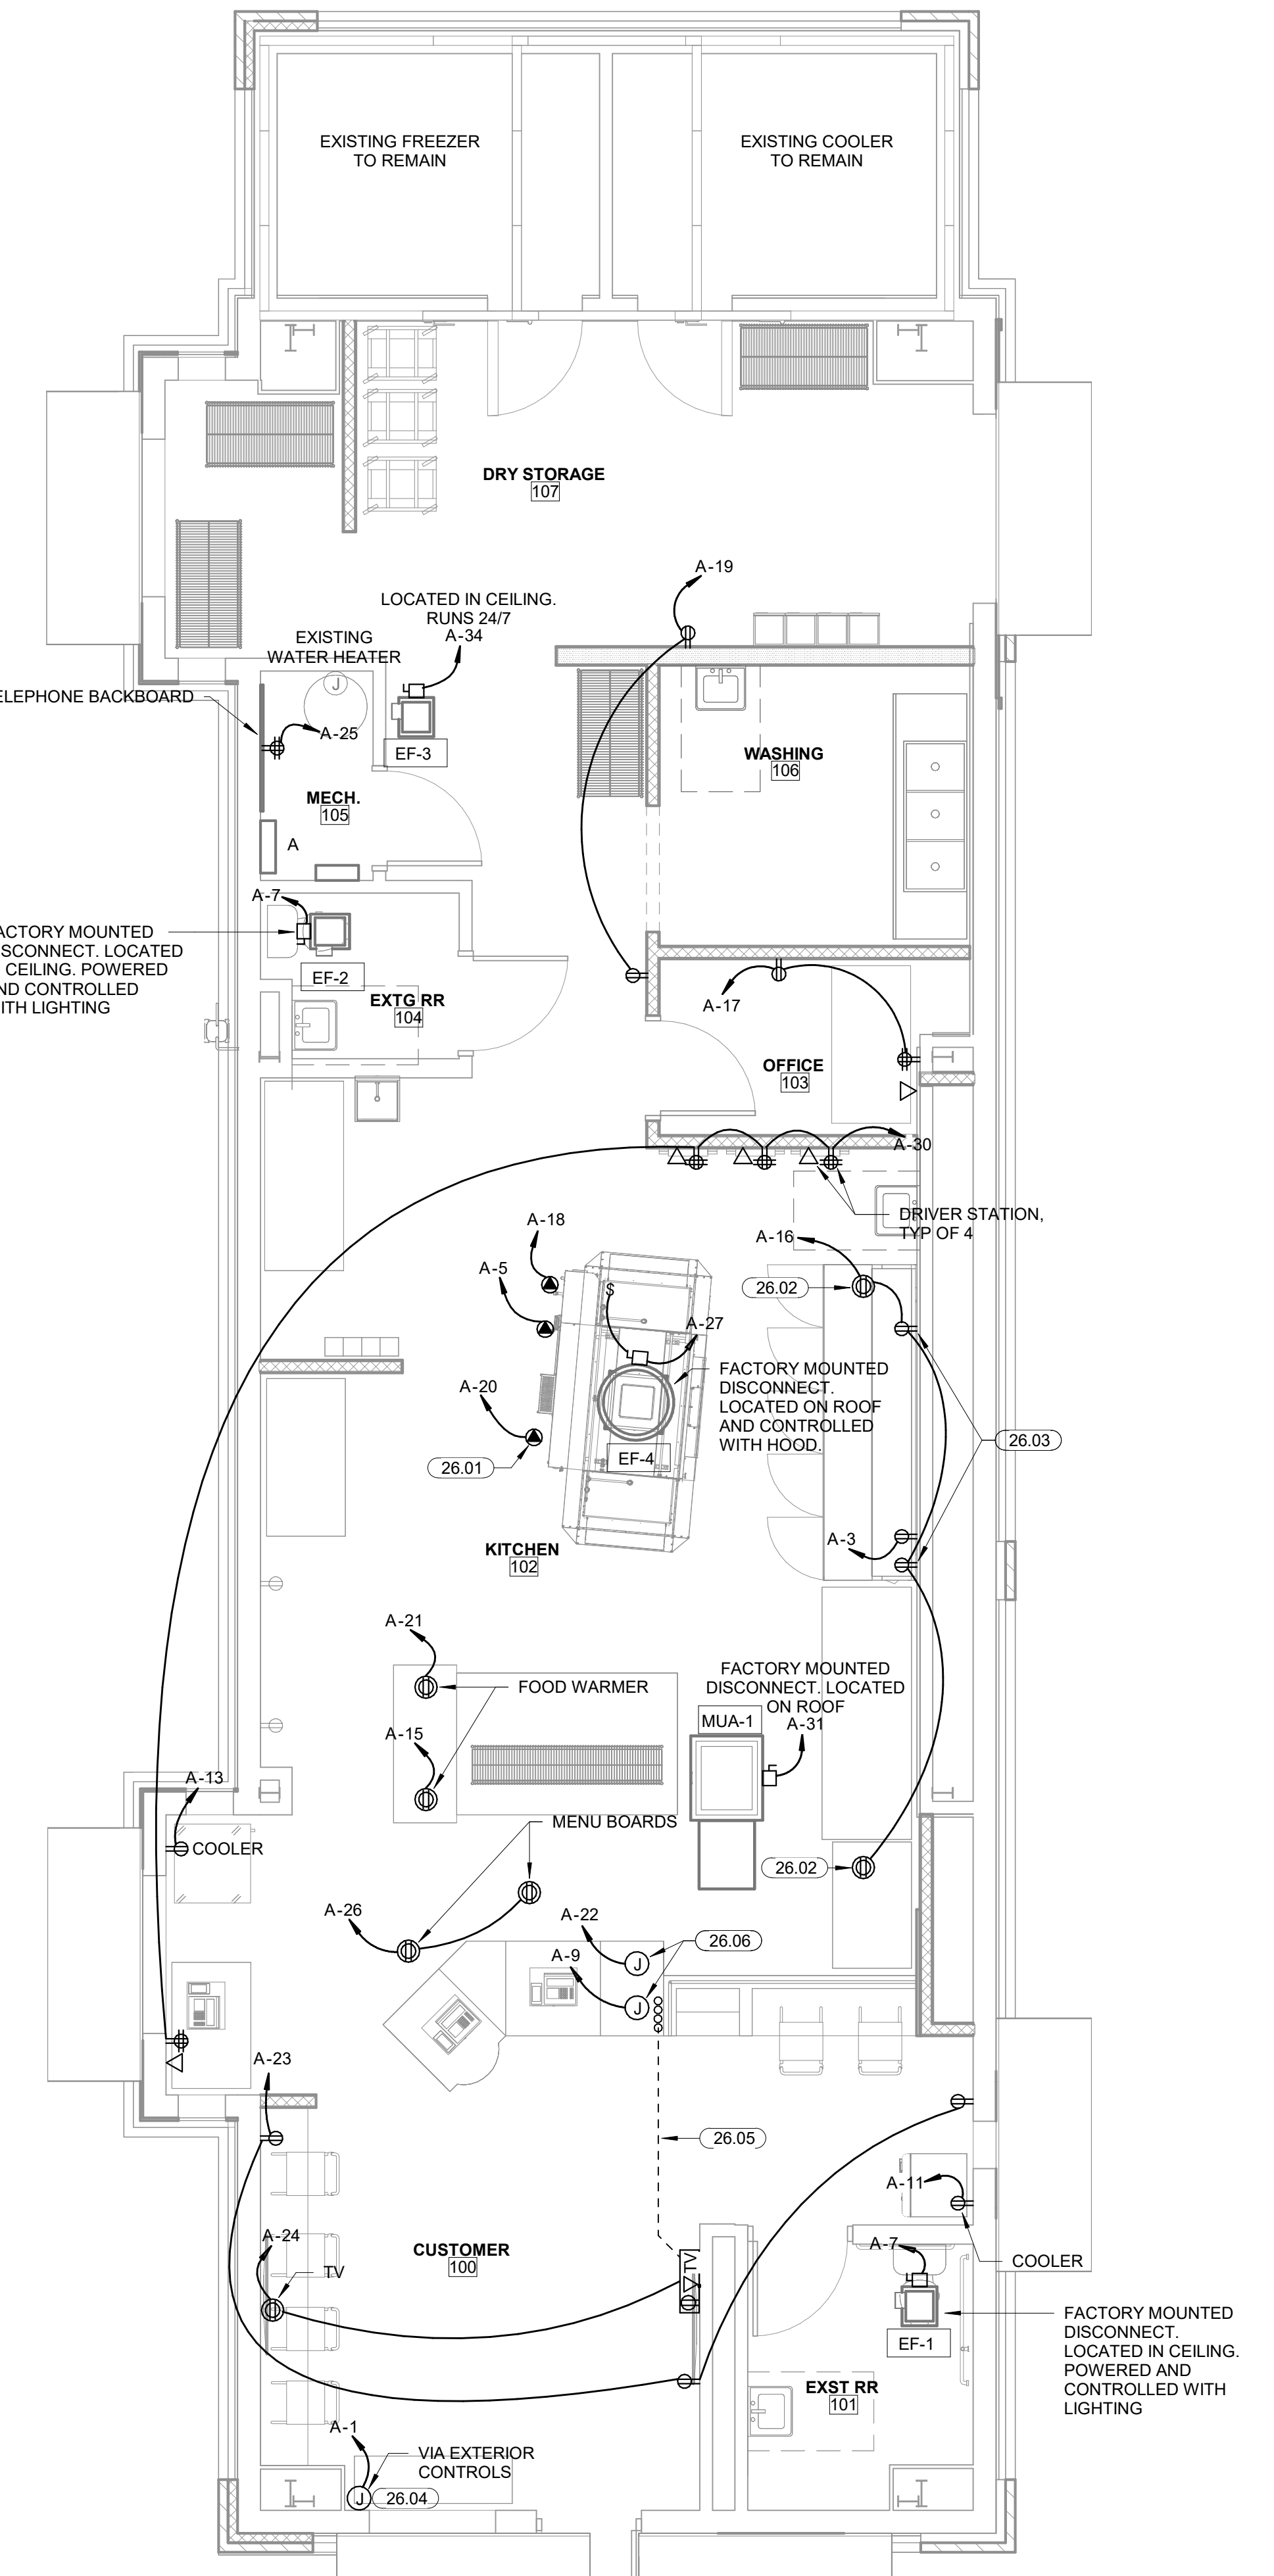 EXISTING FREEZER
TO REMAIN
EXISTING COOLER
TO REMAIN
DRY STORAGE
107
A-19
LOCATED IN CEILING.
RUNS 24/7
A-34
EXISTING
WATER HEATER
J
ELEPHONE BACKBOARD
A-25
EF-3
WASHING
106
MECH.
105
A
A-7
ACTORY MOUNTED
ISCONNECT. LOCATED
CEILING. POWERED
ND CONTROLLED
ITH LIGHTING
EF-2
EXTG RR
104
A-17
OFFICE
103
A-30
DRIVER STATION,
TYP OF 4
A-18
A-16
A-5
26.02
$
A-27
FACTORY MOUNTED
DISCONNECT.
LOCATED ON ROOF
AND CONTROLLED
WITH HOOD.
A-20
26.03
EF-4
26.01
A-3
KITCHEN
102
A-21
FOOD WARMER
FACTORY MOUNTED
DISCONNECT. LOCATED
ON ROOF
MUA-1
A-31
A-15
A-13
COOLER
MENU BOARDS
26.02
A-26
A-22
26.06
J
A-9
J
A-23
26.05
A-11
A-24
TV
CUSTOMER
100
TV
A-7
COOLER
EF-1
FACTORY MOUNTED
DISCONNECT.
LOCATED IN CEILING.
POWERED AND
CONTROLLED WITH
LIGHTING
EXST RR
101
A-1
VIA EXTERIOR
CONTROLS
J
26.04